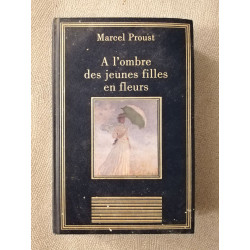 Marcel Proust
A l'ombre
des jeunes filles
en fleurs